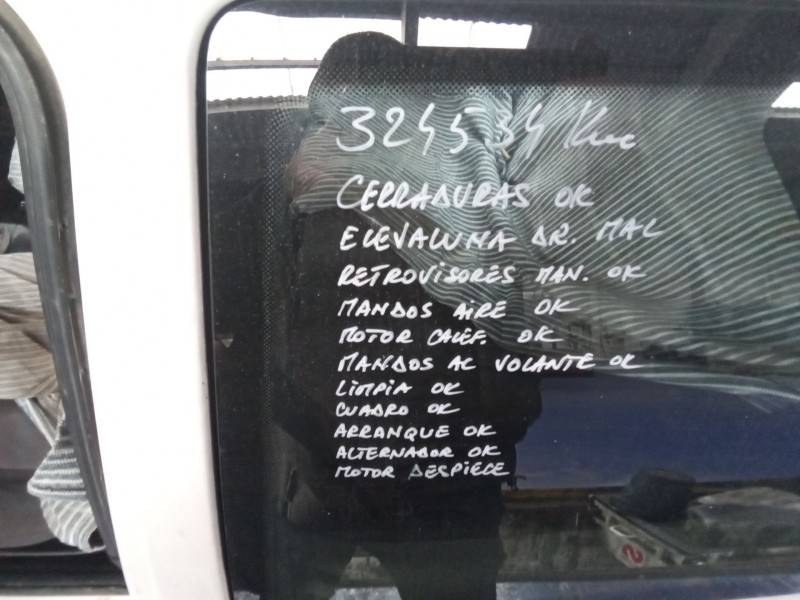 324534 Km
CERRADURAS OK
ELEVALUNA DR. MAL
RETROVISORES MAN. OK
MANDOS AIRE OK
MOTOR CALEF. OK
MANDOS AL VOLANTE OK
LIMPIA OK
CUADRO OK
ARRANQUE OK
ALTERNADOR OK
MOTOR DESPIECE